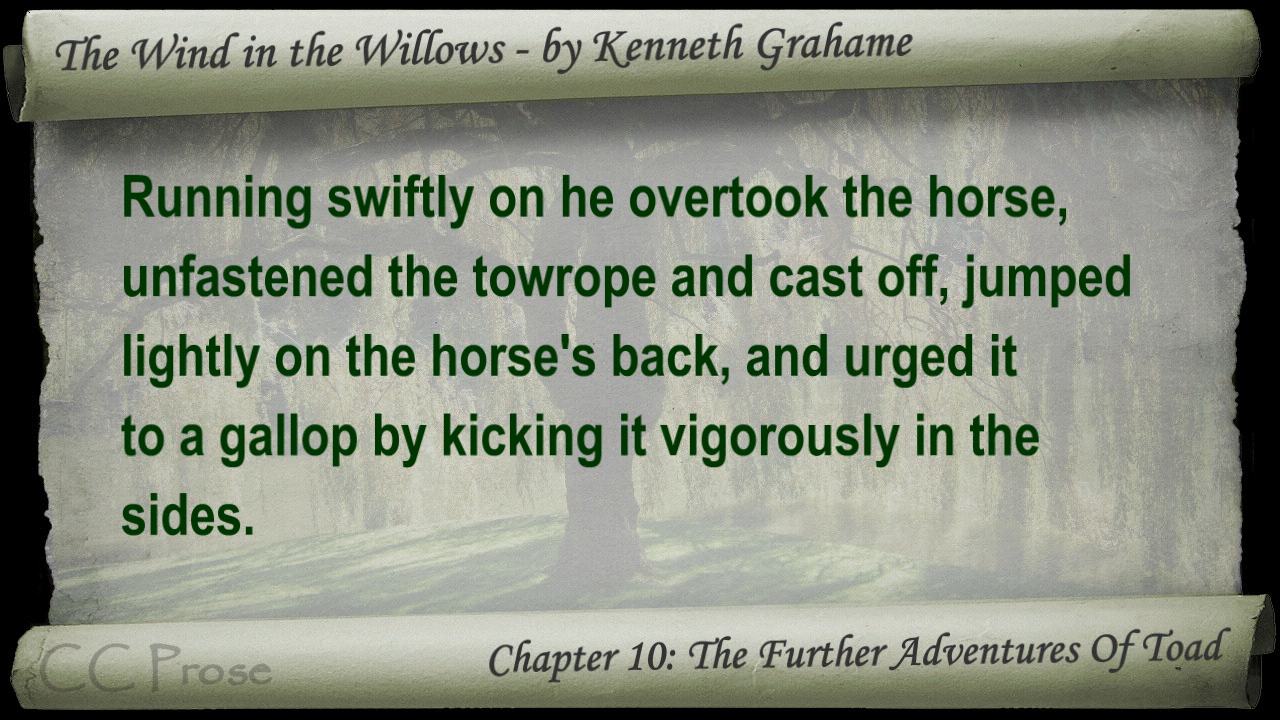 The Wind in the Willows - by Kenneth Grahame
Running swiftly on he overtook the horse,
unfastened the towrope and cast off, jumped
lightly on the horse's back, and urged it
to a gallop by kicking it vigorously in the
sides.
CC Prose
Chapter 10: The Further Adventures Of Toad